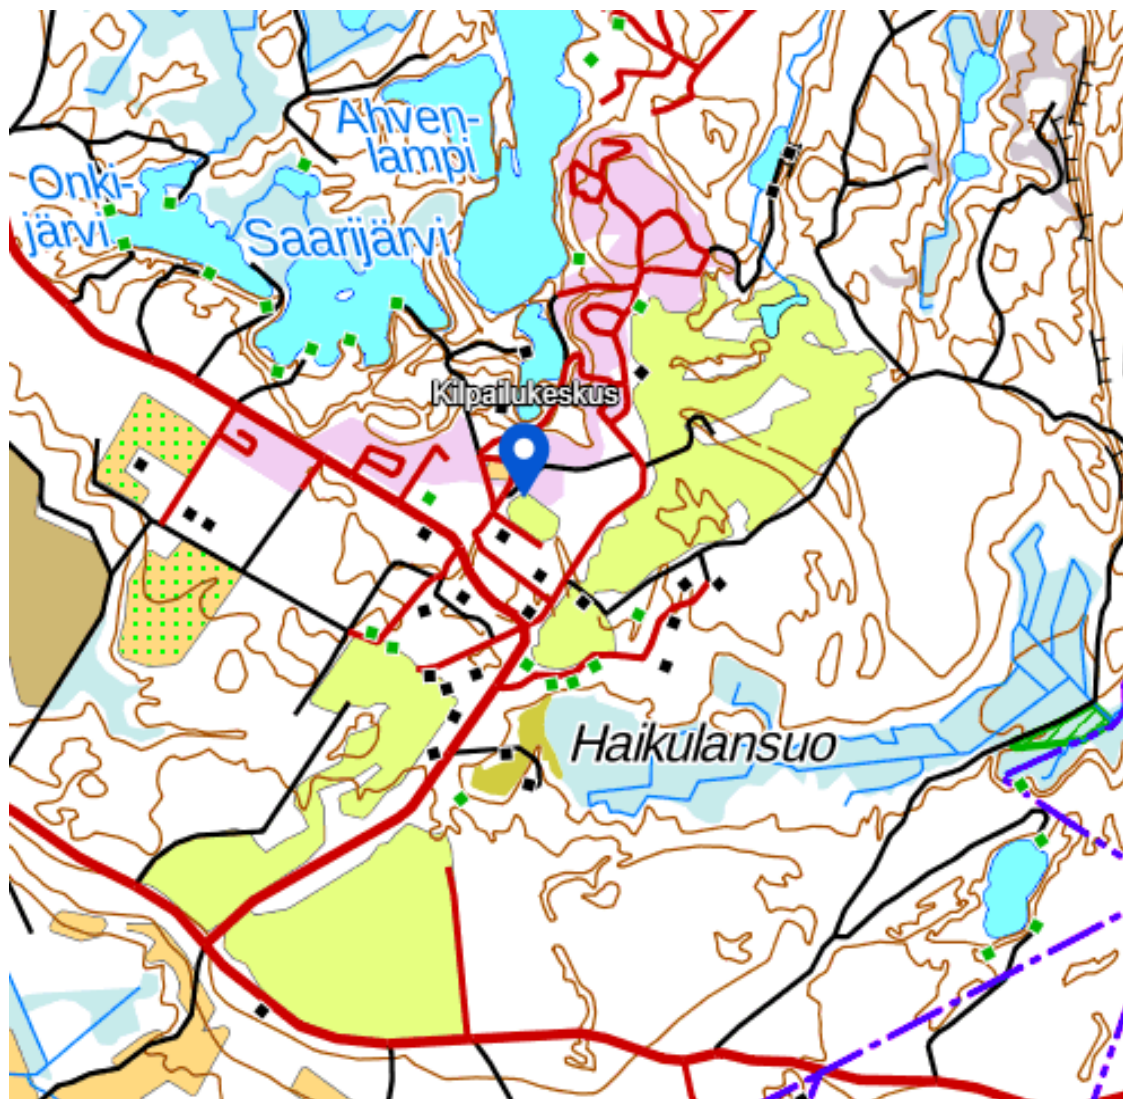 Ahven-
lampi
Onki-
järvi
Saarijärvi
Kilpailukeskus
Haikulansuo